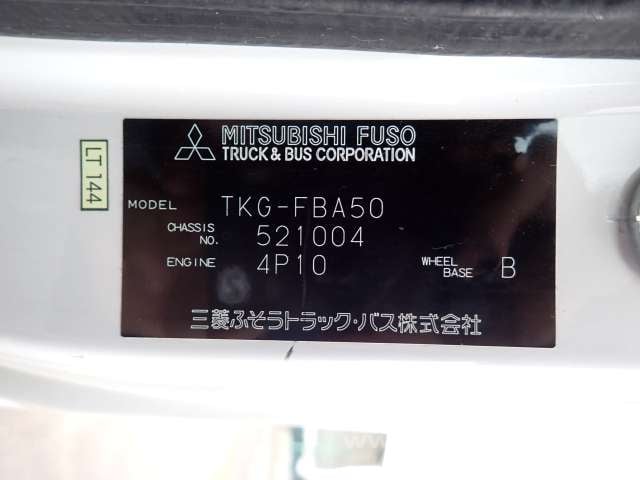 MITSUBISHI FUSO
TRUCK & BUS CORPORATION
LT 144
MODEL TKG-FBA50
CHASSIS NO. 521004
ENGINE 4P10 WHEEL BASE B
三菱ふそうトラック・バス株式会社